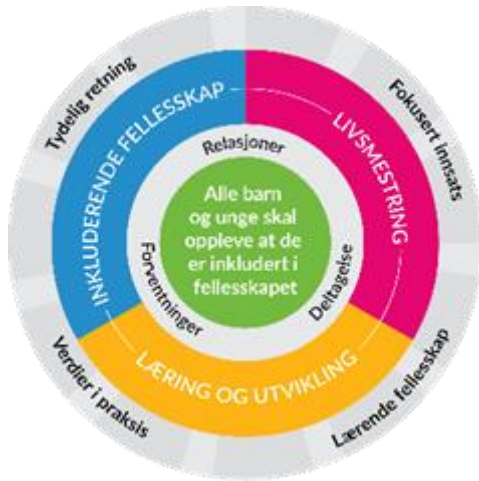 Tydelig retning
Fokusert innsats
INKLUDERENDE FELLESSKAP
LIVSMESTRING
Relasjoner
Alle barn
og unge skal
oppleve at de
er inkludert i
fellesskapet
Forventninger
Deltagelse
LÆRING OG UTVIKLING
Verdier i praksis
Lærende fellesskap